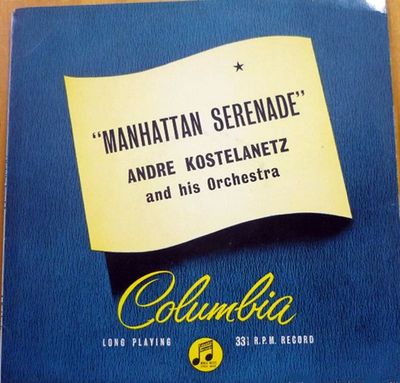 "MANHATTAN SERENADE"
ANDRE KOSTELANETZ
and his Orchestra
Columbia
LONG PLAYING 33⅓ R.P.M. RECORD